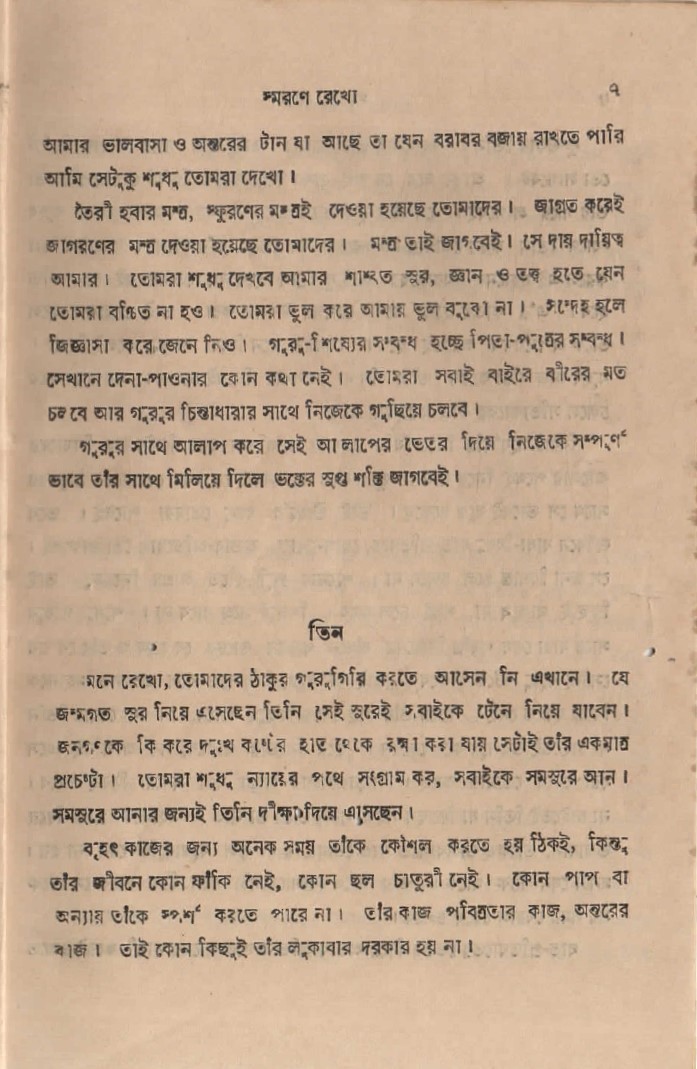 স্মরণে রেখো
৭
আমার ভালবাসা ও অন্তরের টান যা আছে তা যেন বরাবর বজায় রাখতে পারি
আমি সেটুকু শুধু তোমরা দেখো।
তৈরী হবার মন্ত্র, স্ফুরণের মন্ত্রই দেওয়া হয়েছে তোমাদের। জাগ্রত করেই
জাগরণের মন্ত্র দেওয়া হয়েছে তোমাদের। মন্ত্র তাই জাগবেই। সে দায় দায়িত্ব
আমার। তোমরা শুধু দেখবে আমার শাশ্বত সুর, জ্ঞান ও তত্ত্ব হতে যেন
তোমরা বঞ্চিত না হও। তোমরা ভুল করে আমায় ভুল বুঝো না। সন্দেহ হলে
জিজ্ঞাসা করে জেনে নিও। গুরু-শিষ্যের সম্বন্ধ হচ্ছে পিতা-পুত্রের সম্বন্ধ।
সেখানে দেনা-পাওনার কোন কথা নেই। তোমরা সবাই বাইরে বীরের মত
চলবে আর গুরুর চিন্তাধারার সাথে নিজেকে গুছিয়ে চলবে।
গুরুর সাথে আলাপ করে সেই আলাপের ভেতর দিয়ে নিজেকে সম্পূর্ণ
ভাবে তাঁর সাথে মিলিয়ে দিলে ভক্তের সুপ্ত শক্তি জাগবেই।
তিন
মনে রেখো, তোমাদের ঠাকুর গুরুগিরি করতে আসেন নি এখানে। যে
জন্মগত সুর নিয়ে এসেছেন তিনি সেই সুরেই সবাইকে টেনে নিয়ে যাবেন।
জনগণকে কি করে দুঃখ কষ্টের হাত থেকে রক্ষা করা যায় সেটাই তাঁর একমাত্র
প্রচেষ্টা। তোমরা শুধু ন্যায়ের পথে সংগ্রাম কর, সবাইকে সমসুরে আন।
সমসুরে আনার জন্যই তিনি দীক্ষা দিয়ে এসেছেন।
বৃহৎ কাজের জন্য অনেক সময় তাঁকে কৌশল করতে হয় ঠিকই, কিন্তু
তাঁর জীবনে কোন ফাঁকি নেই, কোন ছল চাতুরী নেই। কোন পাপ বা
অন্যায় তাঁকে স্পর্শ করতে পারে না। তাঁর কাজ পবিত্রতার কাজ, অন্তরের
কাজ। তাই কোন কিছুই তাঁর লুকাবার দরকার হয় না।